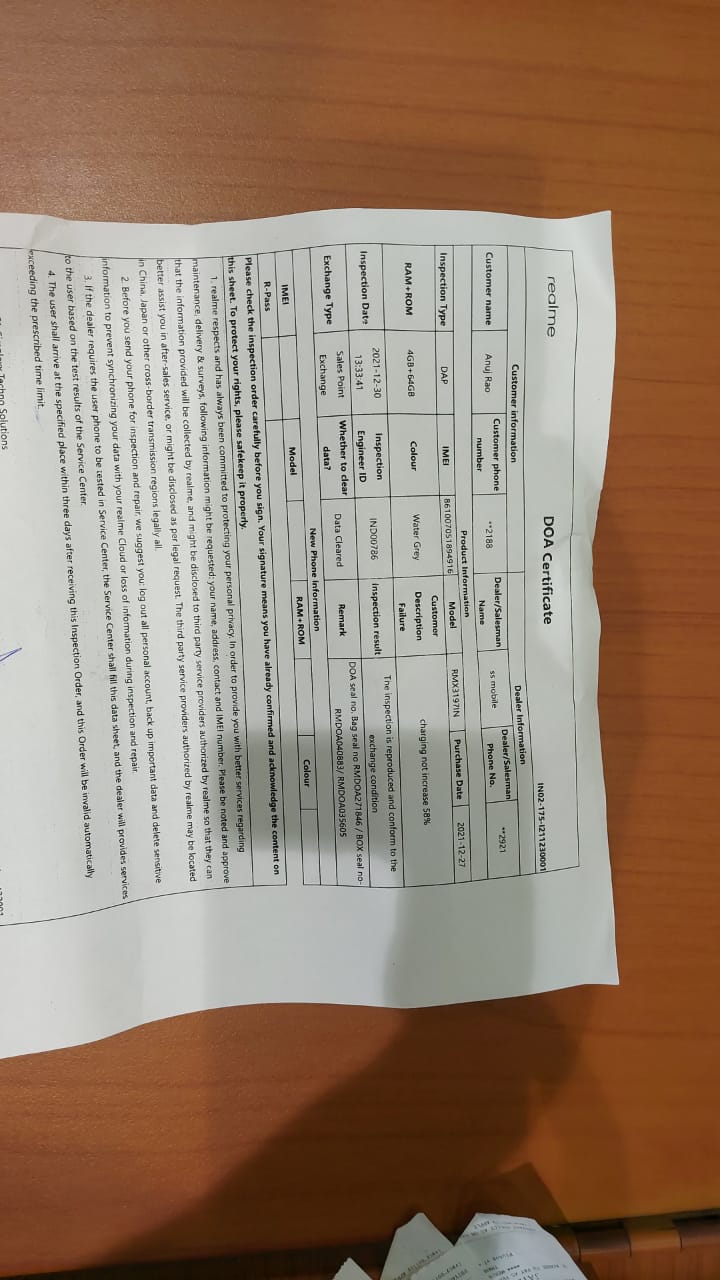 realme
DOA Certificate
IN02-175-I211230001
Customer information
Dealer Information
Customer name
Anuj Rao
Customer phone number
**2188
Dealer/Salesman Name
ss mobile
Dealer/Salesman Phone No.
**2921
Product Information
Inspection Type
DAP
IMEI
861007051894916
Model
RMX3197IN
Purchase Date
2021-12-27
RAM+ROM
4GB+64GB
Colour
Water Grey
Customer Description Failure
charging not increase 58%
Inspection Date
2021-12-30 13:33:41
Inspection Engineer ID
IND00786
Inspection result
The inspection is reproduced and conform to the exchange condition
Exchange Type
Sales Point Exchange
Whether to clear data?
Data Cleared
Remark
DOA seal no. Bag seal no RMDOA271846 / BOX seal no- RMDOA040883/ RMDOA035605
New Phone Information
IMEI
Model
RAM+ROM
Colour
R-Pass
Please check the inspection order carefully before you sign. Your signature means you have already confirmed and acknowledge the content on
this sheet. To protect your rights, please safekeep it properly.
1. realme respects and has always been committed to protecting your personal privacy. In order to provide you with better services regarding
maintenance, delivery & surveys, following information might be requested:your name, address, contact and IMEI number. Please be noted and approve
that the information provided will be collected by realme, and might be disclosed to third party service providers authorized by realme so that they can
better assist you in after-sales service, or might be disclosed as per legal request. The third party service providers authorized by realme may be located
in China, Japan or other cross-border transmission regions legally all.
2. Before you send your phone for inspection and repair, we suggest you: log out all personal account, back up important data and delete sensitive
information to prevent synchronizing your data with your realme Cloud or loss of information during inspection and repair.
3. If the dealer requires the user phone to be tested in Service Center, the Service Center shall fill this data sheet, and the dealer will provides services
to the user based on the test results of the Service Center.
4. The user shall arrive at the specified place within three days after receiving this Inspection Order, and this Order will be invalid automatically
exceeding the prescribed time limit.
Techno Solutions